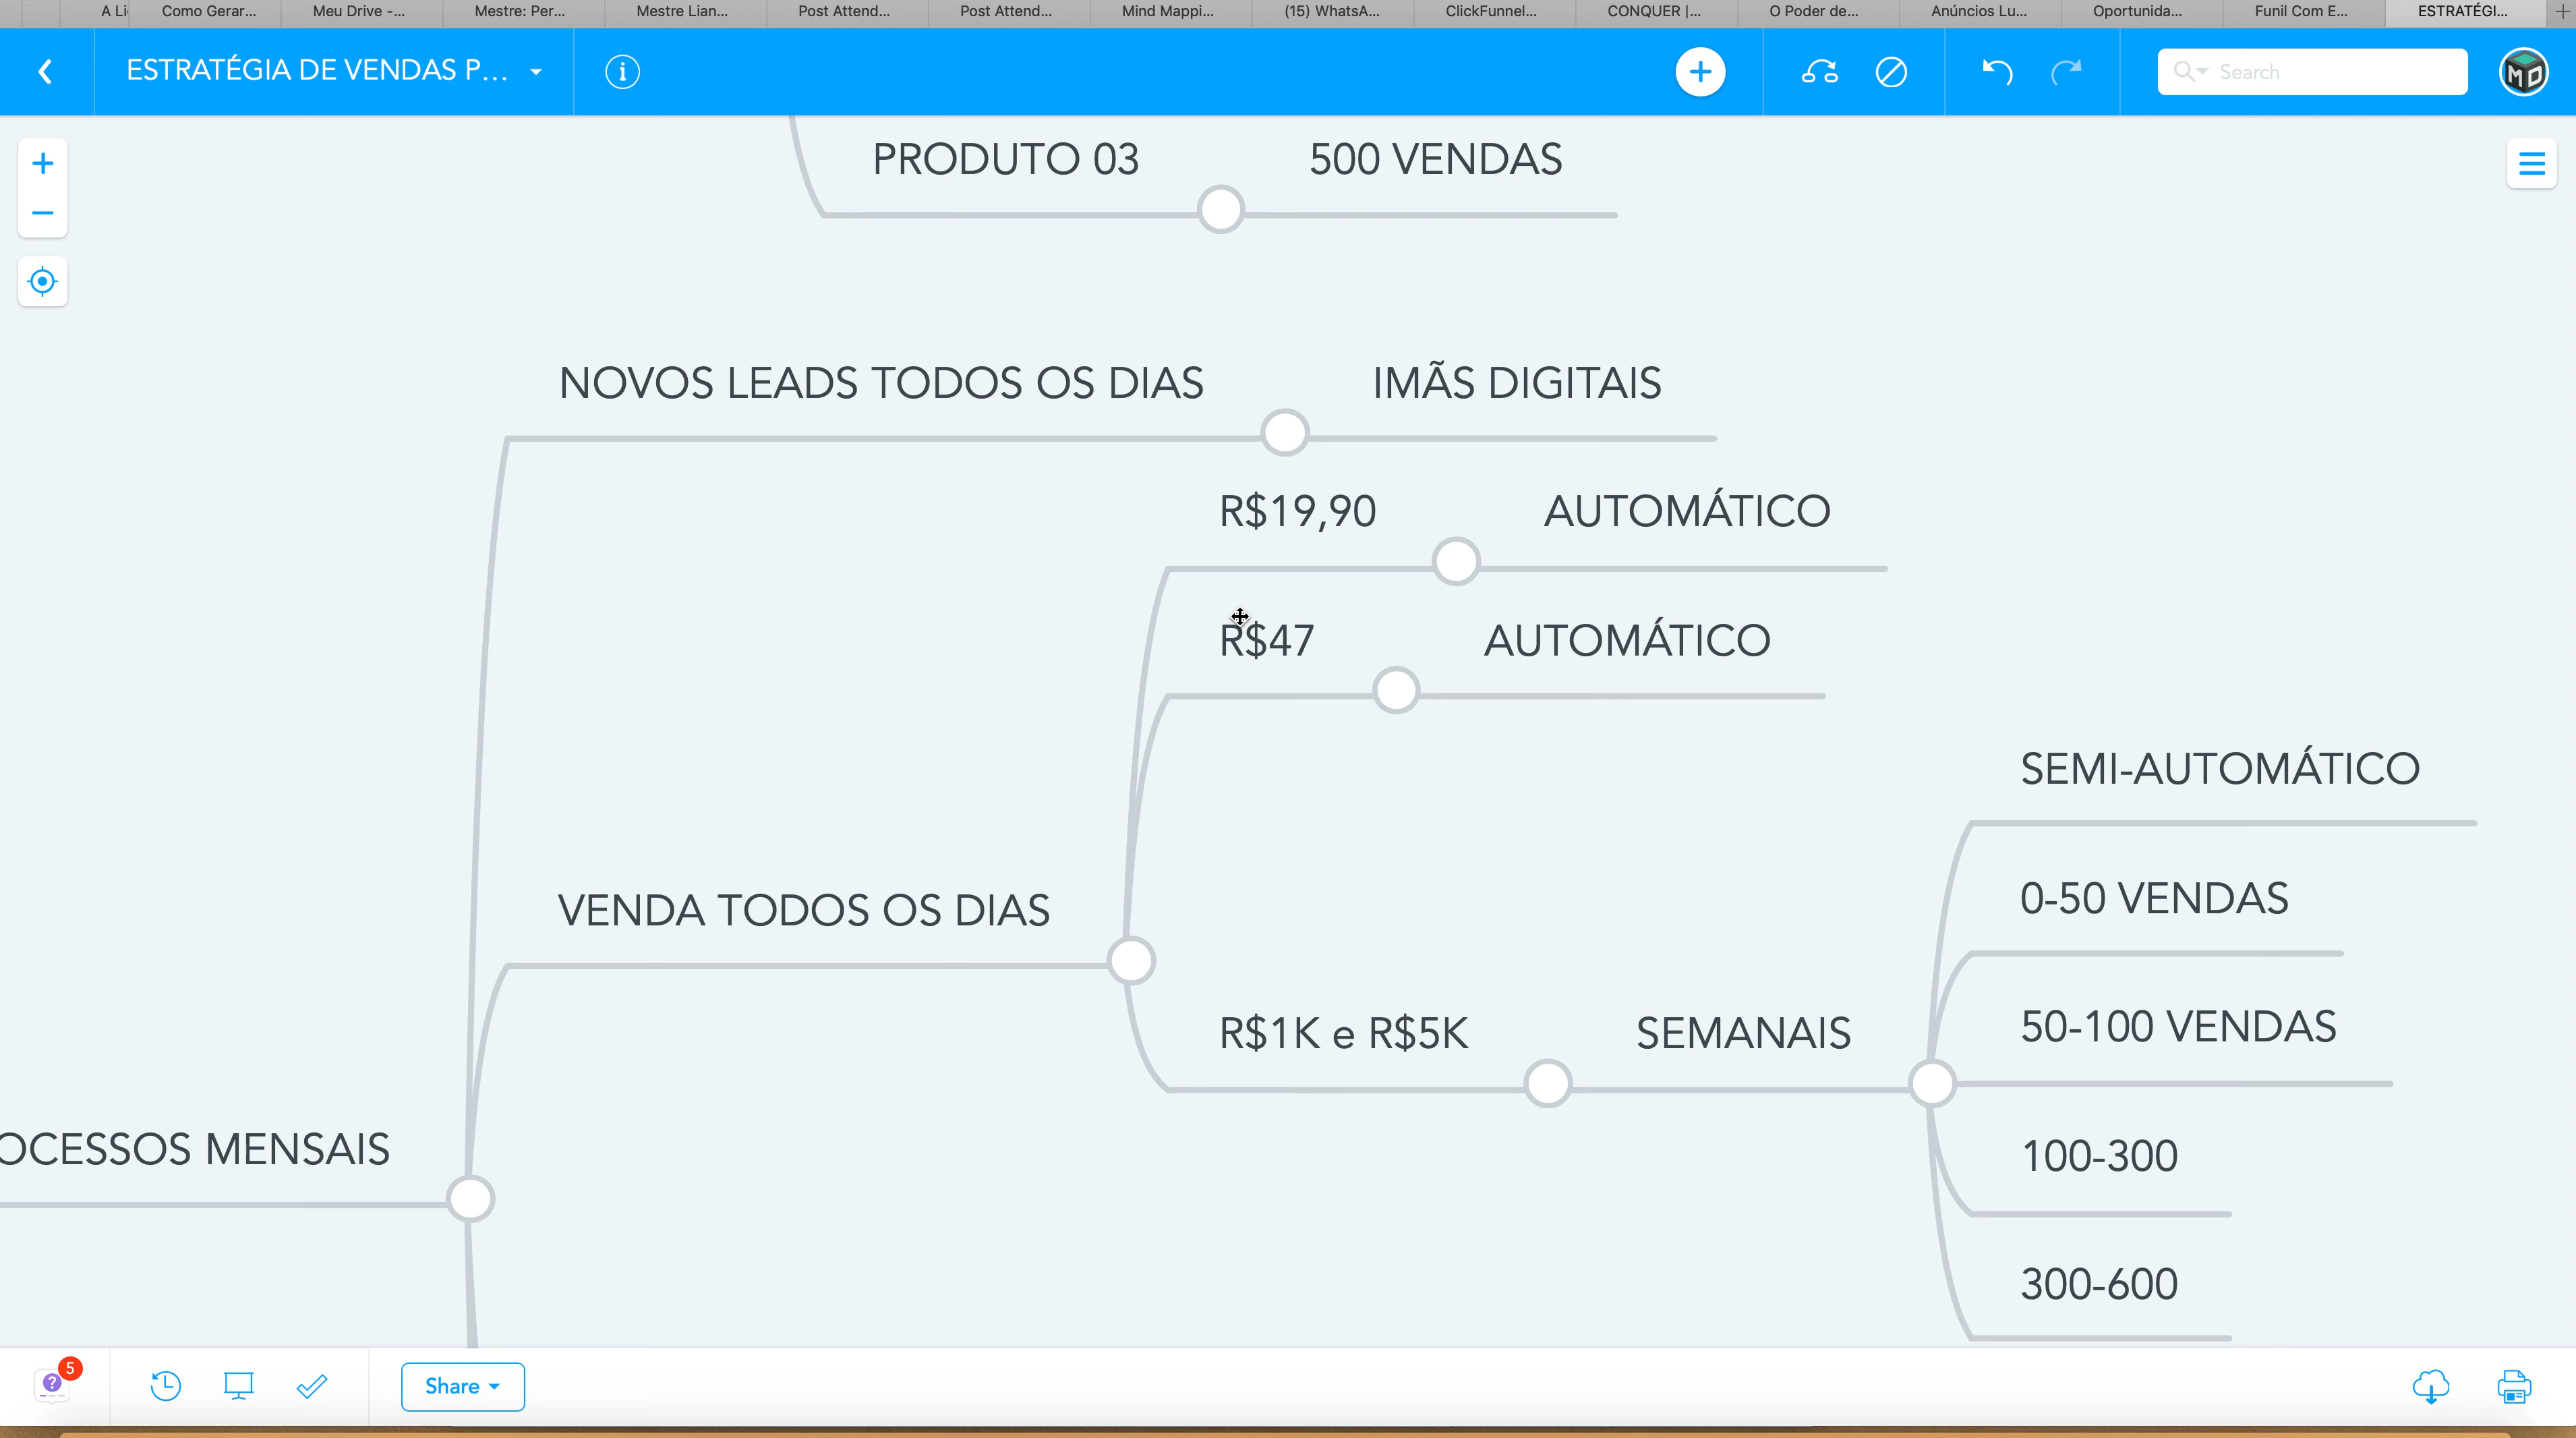 A Li
Como Gerar...
Meu Drive -...
Mestre: Per...
Mestre Lian...
Post Attend...
Post Attend...
Mind Mappi...
(15) WhatsA...
ClickFunnel...
CONQUER |...
O Poder de...
Anúncios Lu...
Oportunida...
Funil Com E...
ESTRATÉGI...
ESTRATÉGIA DE VENDAS P...
Search
MD
PRODUTO 03
500 VENDAS
NOVOS LEADS TODOS OS DIAS
IMÃS DIGITAIS
R$19,90
AUTOMÁTICO
R$47
AUTOMÁTICO
SEMI-AUTOMÁTICO
0-50 VENDAS
VENDA TODOS OS DIAS
R$1K e R$5K
SEMANAIS
50-100 VENDAS
OCESSOS MENSAIS
100-300
300-600
5
Share